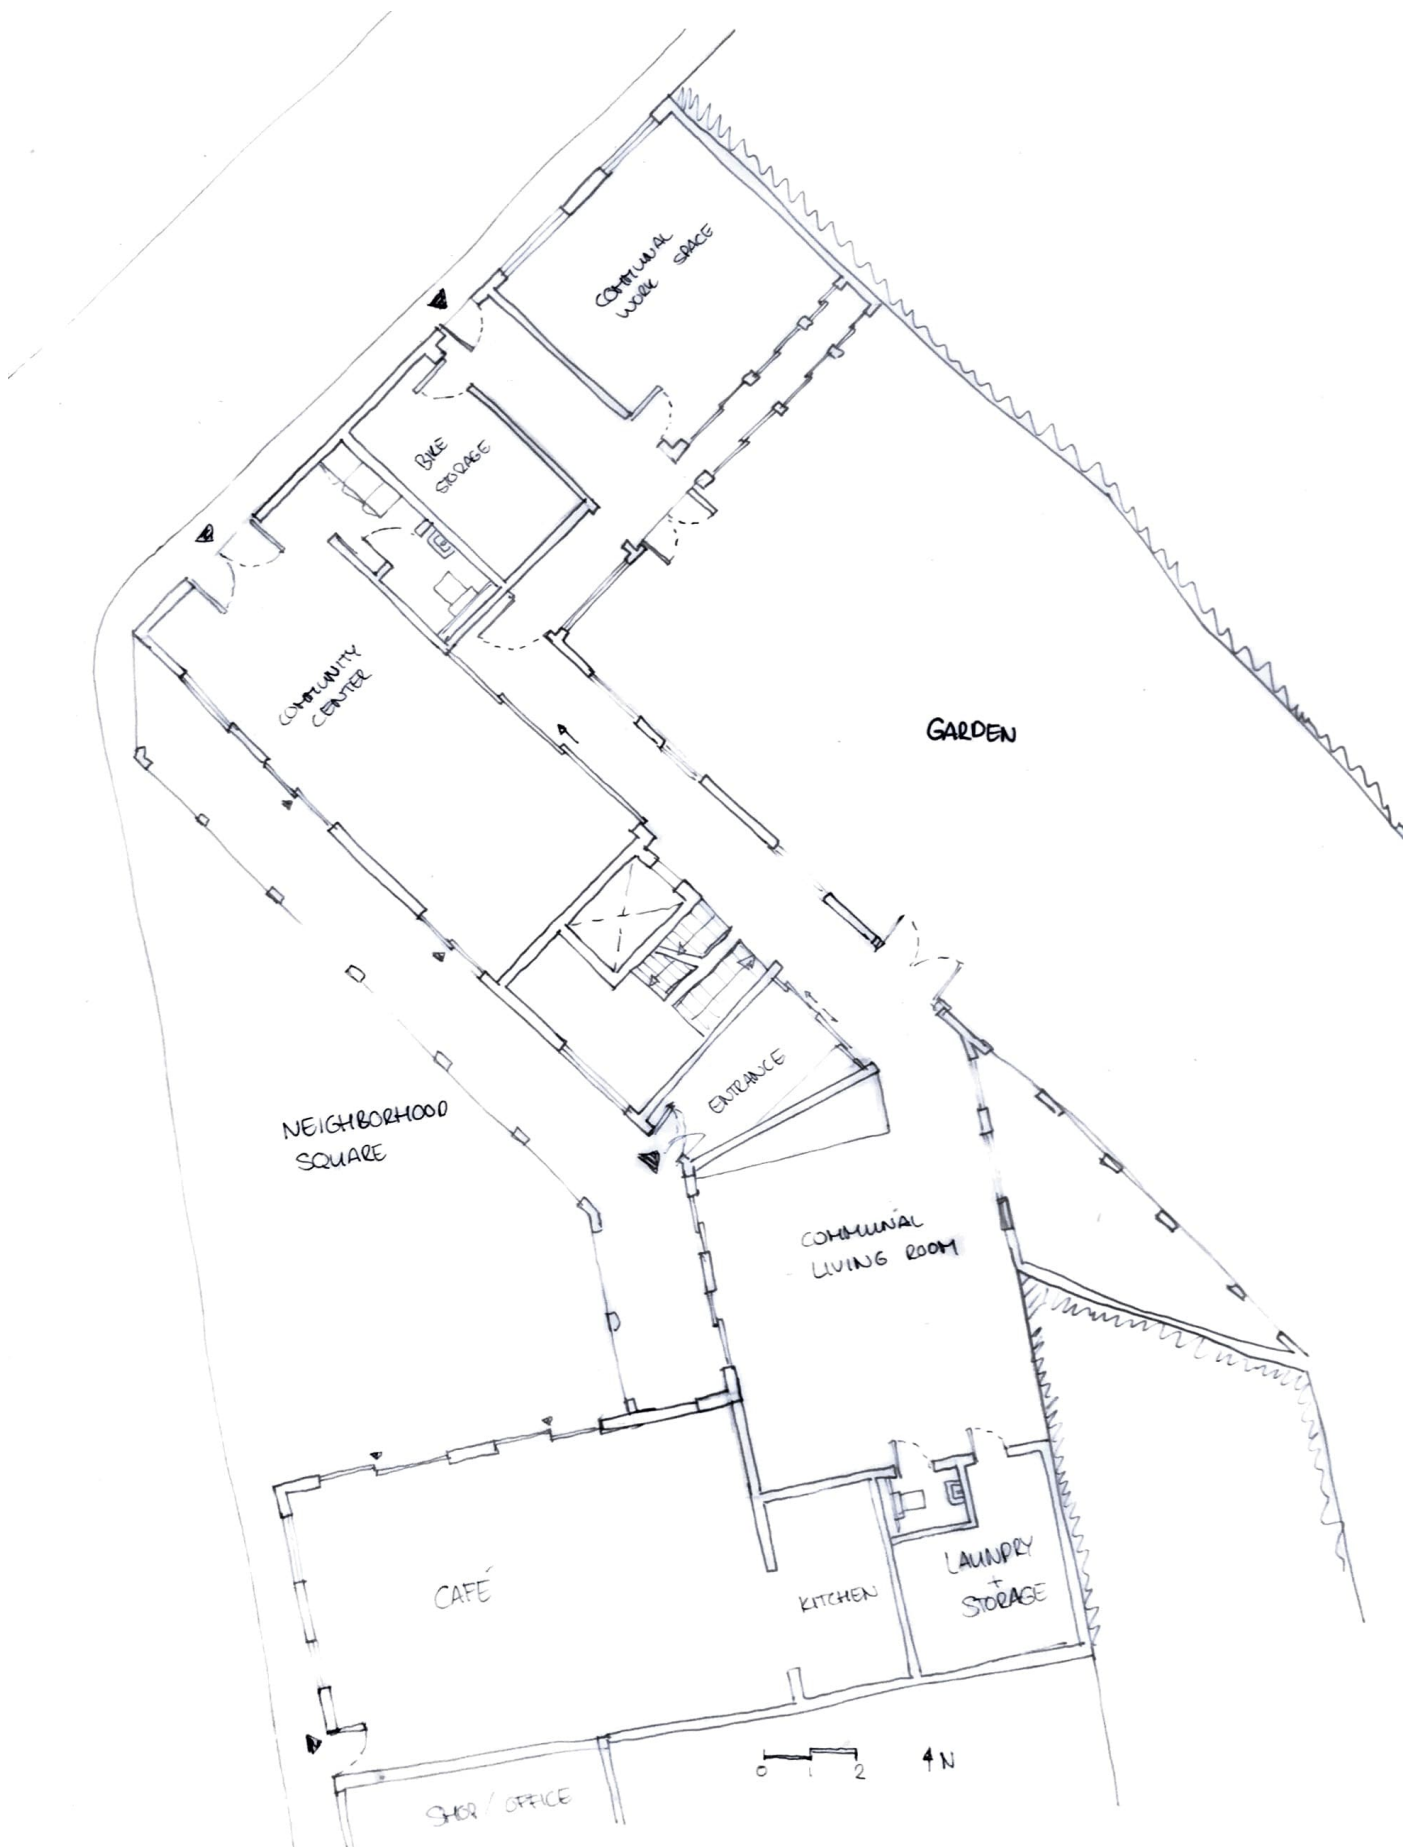 COMMUNAL
WORK SPACE
BIKE
STORAGE
COMMUNITY
CENTER
GARDEN
ENTRANCE
NEIGHBORHOOD
SQUARE
COMMUNAL
LIVING ROOM
CAFÉ
KITCHEN
LAUNDRY
+
STORAGE
0 1 2
N
SHOP / OFFICE